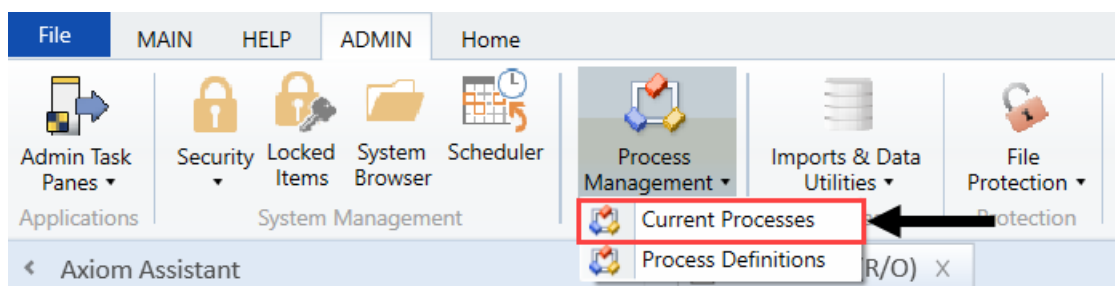 File MAIN HELP ADMIN Home
Admin Task Panes
Security
Locked Items
System Browser
Scheduler
Process Management
Imports & Data Utilities
File Protection
Applications
System Management
Current Processes
Protection
Axiom Assistant
Process Definitions
R/O) X